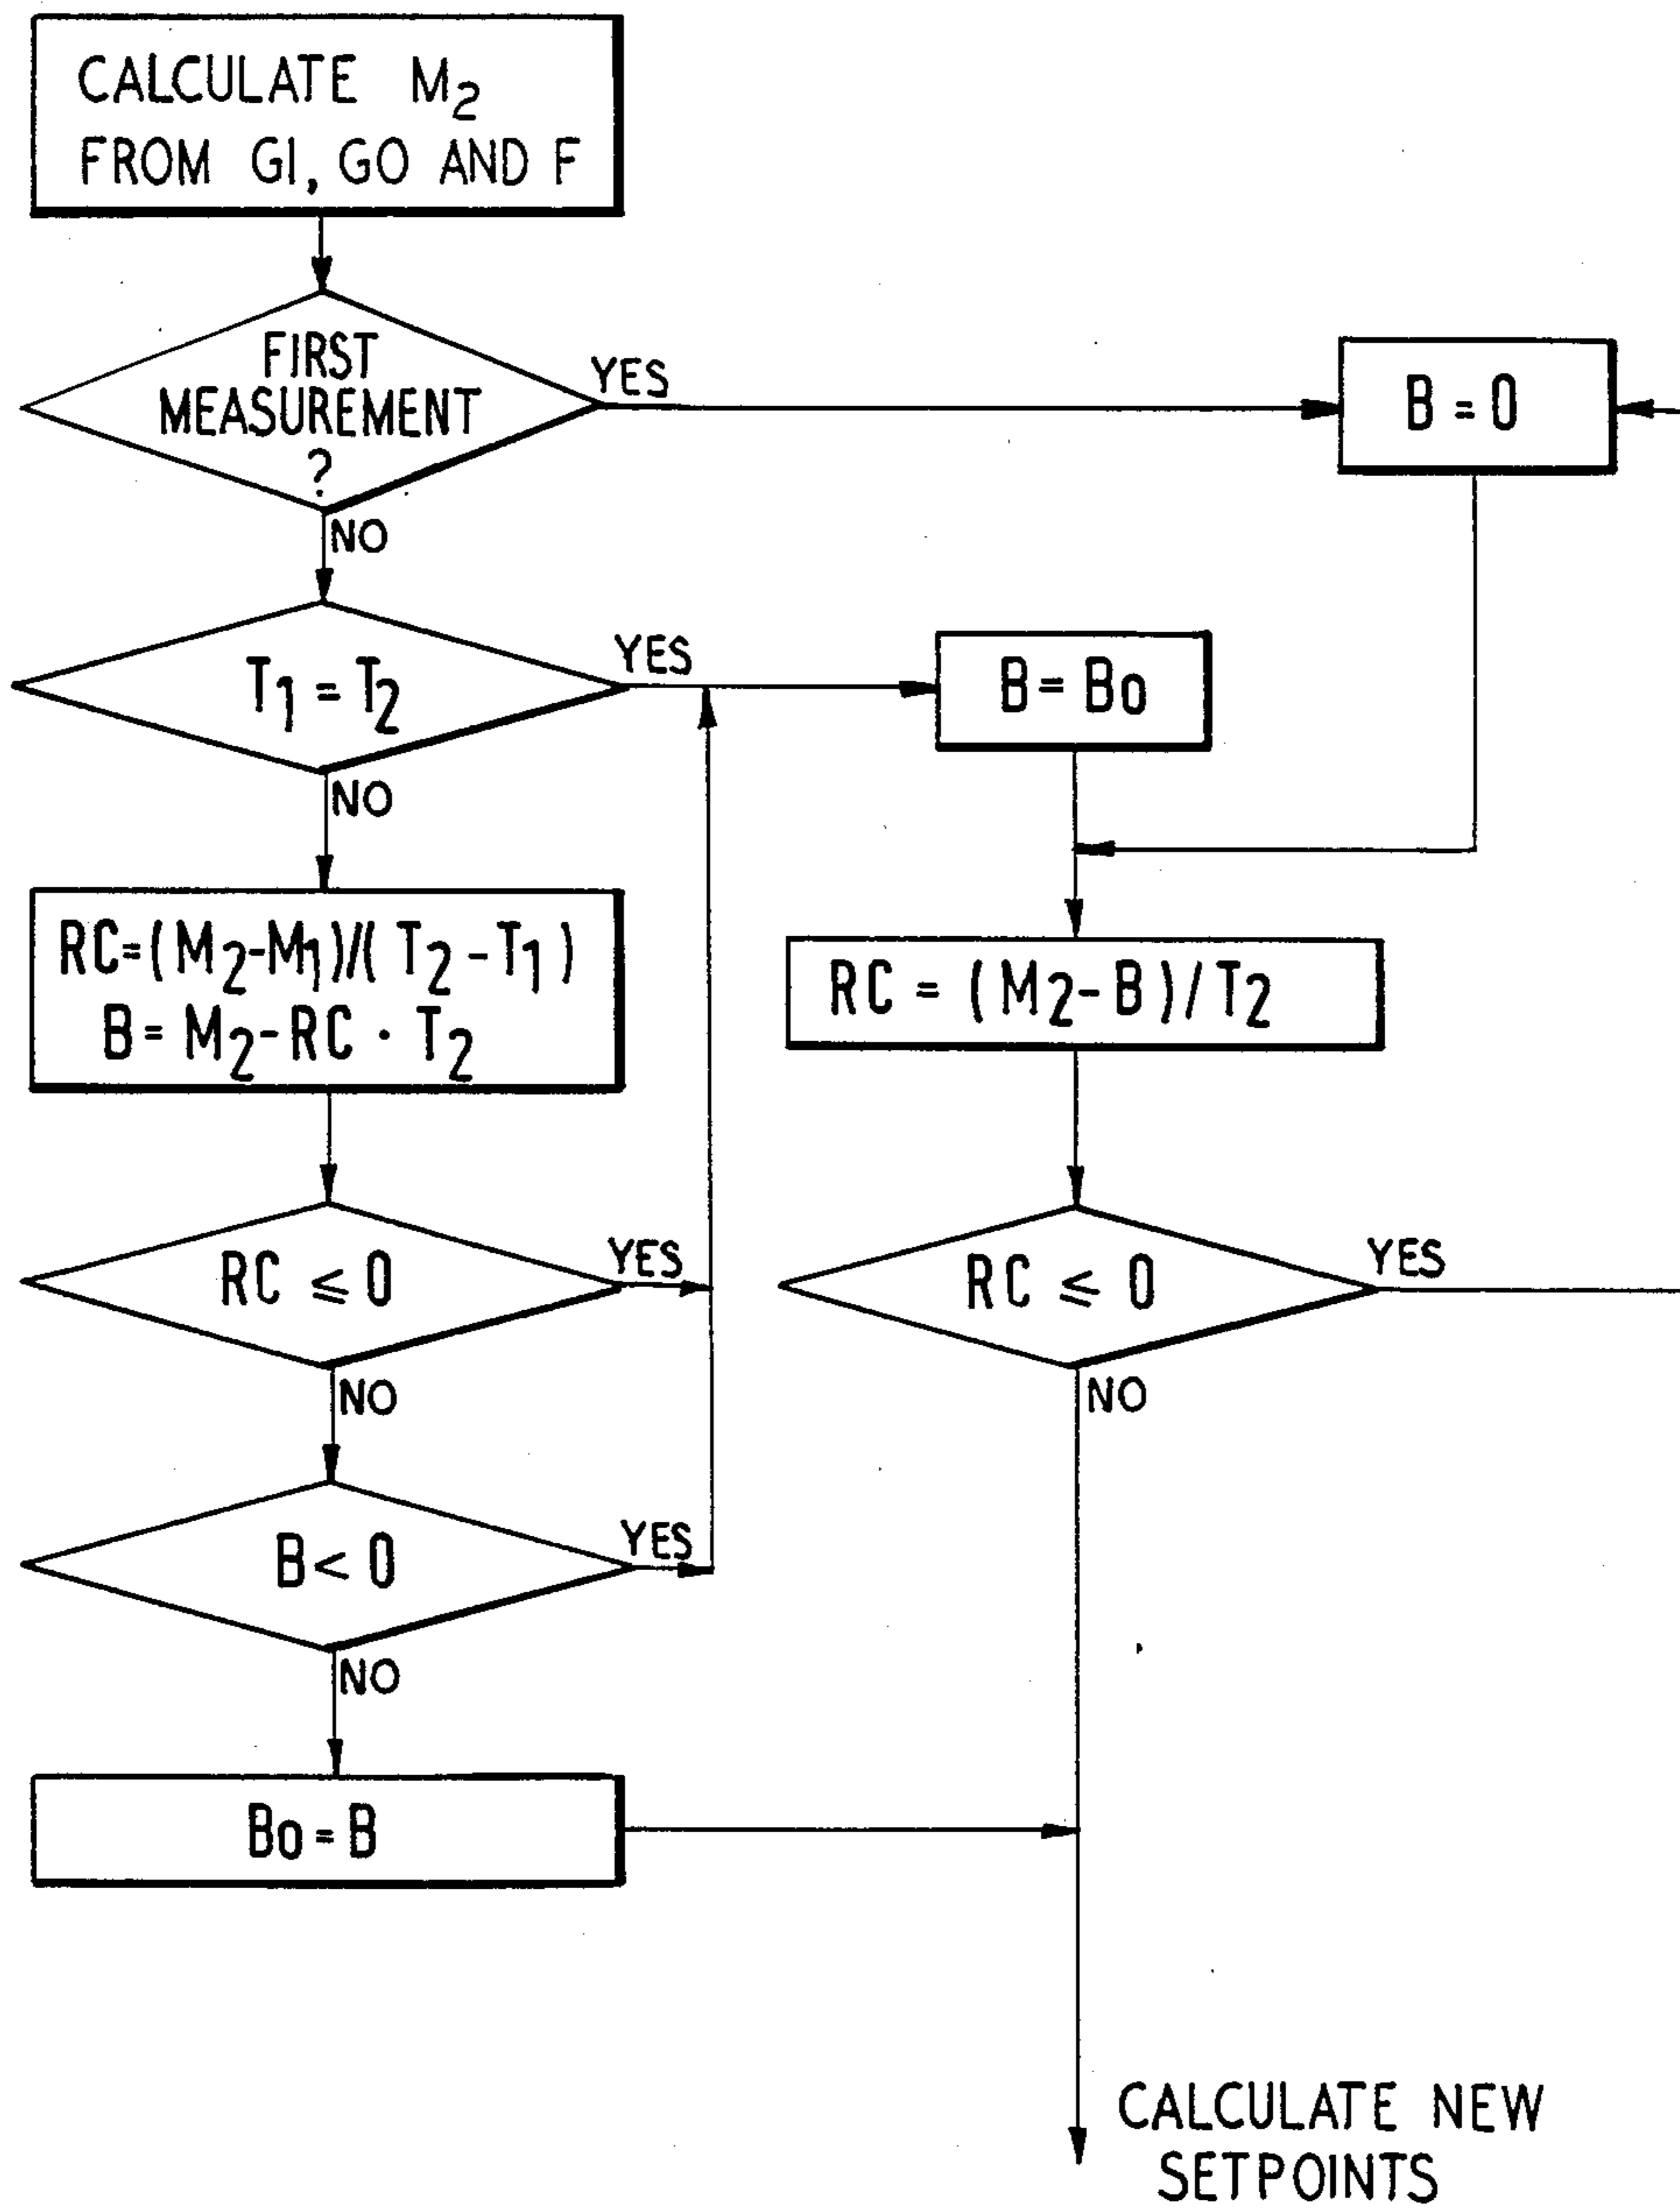 CALCULATE M₂
FROM GI, GO AND F
FIRST
MEASUREMENT
?
YES
NO
B = 0
T₁ = T₂
YES
NO
B = Bo
RC=(M₂-M₁)/(T₂-T₁)
B = M₂-RC · T₂
RC = (M₂-B)/T₂
RC ≤ 0
YES
NO
RC ≤ 0
YES
NO
B < 0
YES
NO
Bo = B
CALCULATE NEW
SETPOINTS